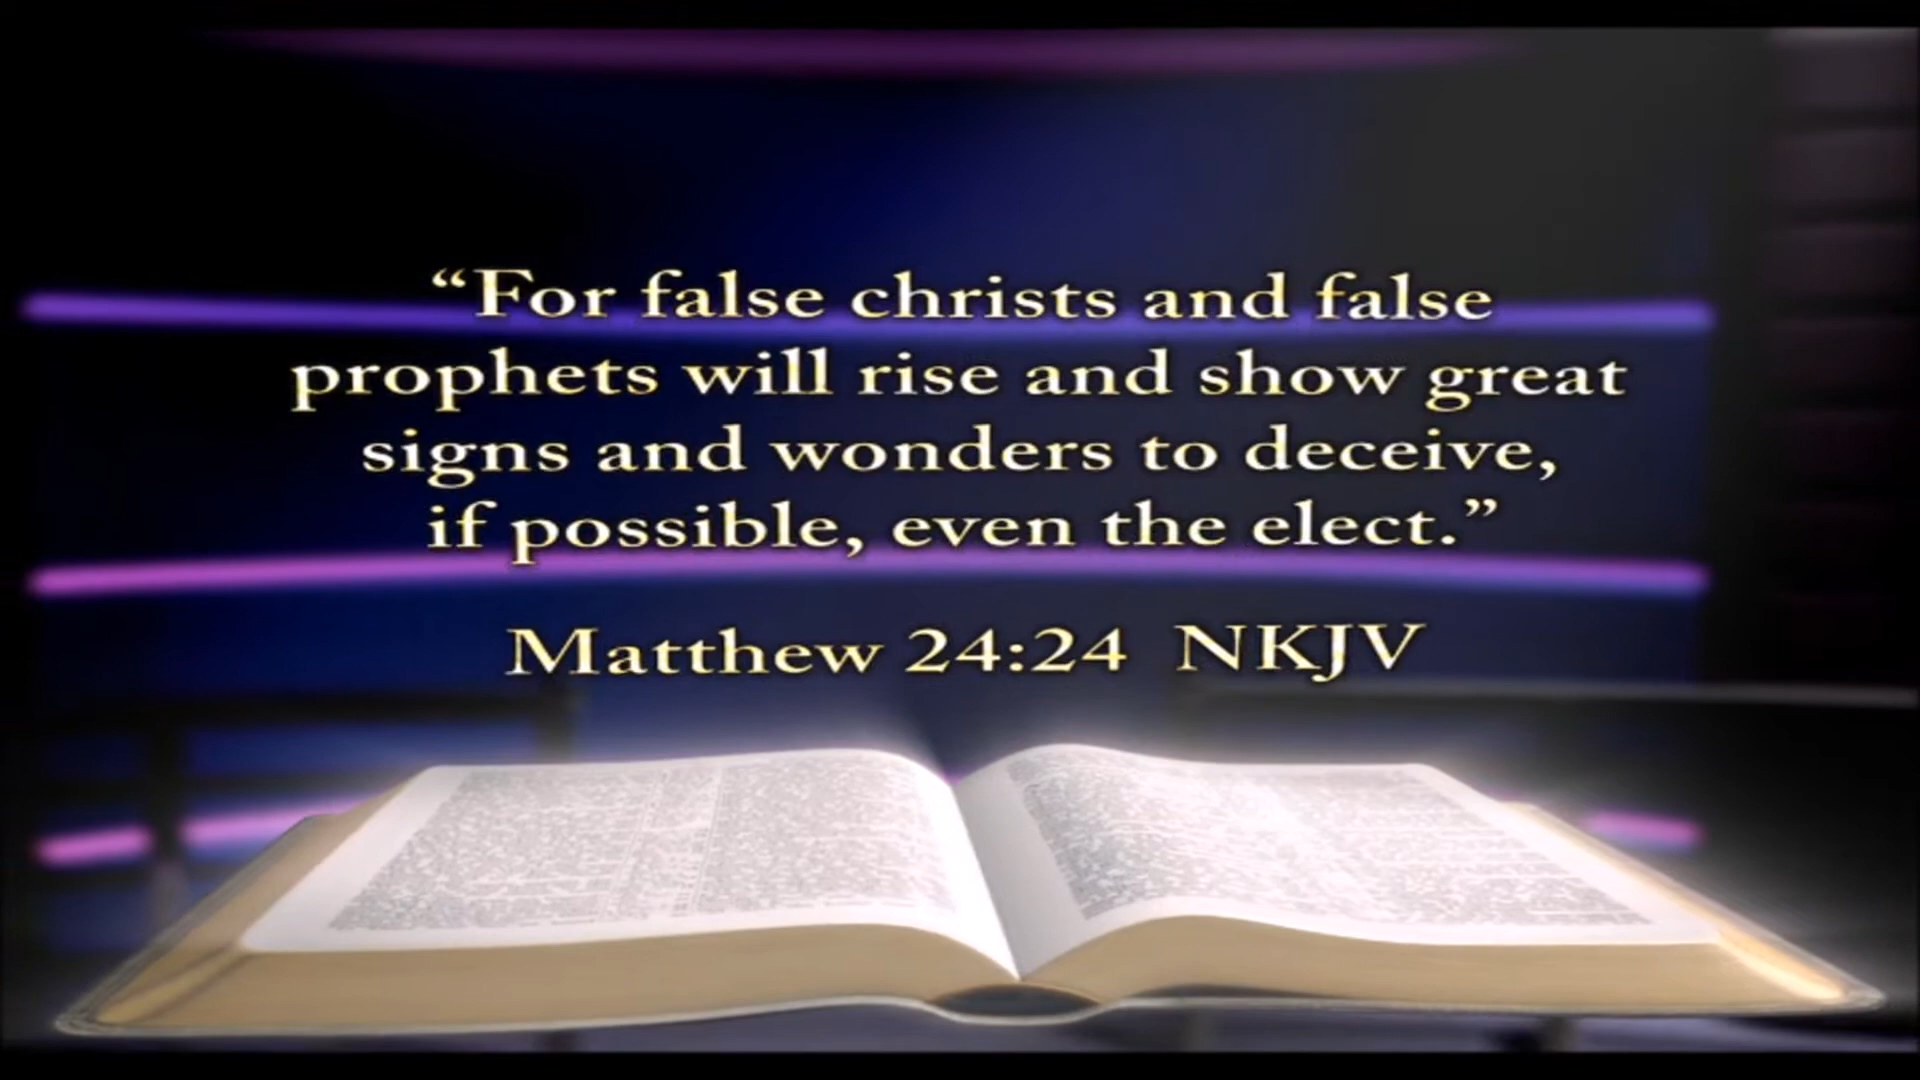 “For false christs and false
prophets will rise and show great
signs and wonders to deceive,
if possible, even the elect.”
Matthew 24:24 NKJV